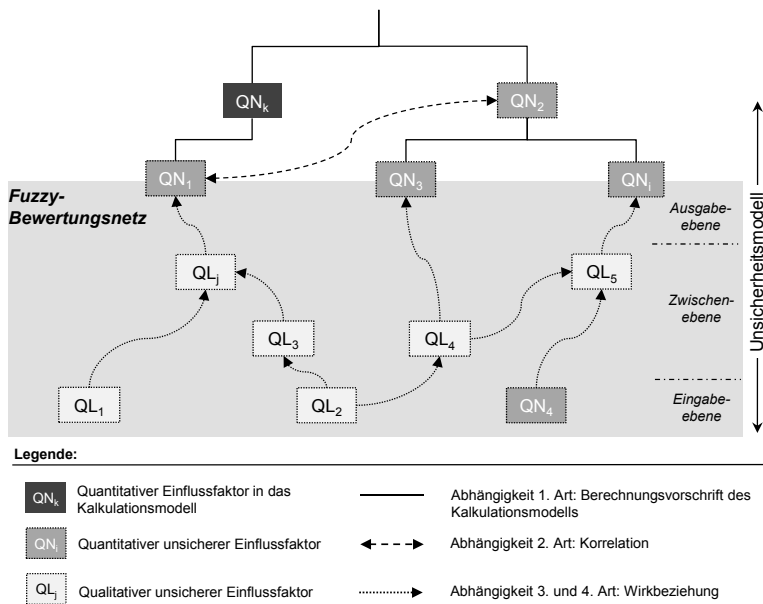 QNk
QN2
QN1
QN3
QNi
Fuzzy-
Bewertungsnetz
Ausgabe-
ebene
QLj
QL5
Zwischen-
ebene
QL3
QL4
QL1
QL2
QN4
Eingabe-
ebene
Unsicherheitsmodell
Legende:
QNk
Quantitativer Einflussfaktor in das
Kalkulationsmodell
Abhängigkeit 1. Art: Berechnungsvorschrift des
Kalkulationsmodells
QNi
Quantitativer unsicherer Einflussfaktor
Abhängigkeit 2. Art: Korrelation
QLj
Qualitativer unsicherer Einflussfaktor
Abhängigkeit 3. und 4. Art: Wirkbeziehung